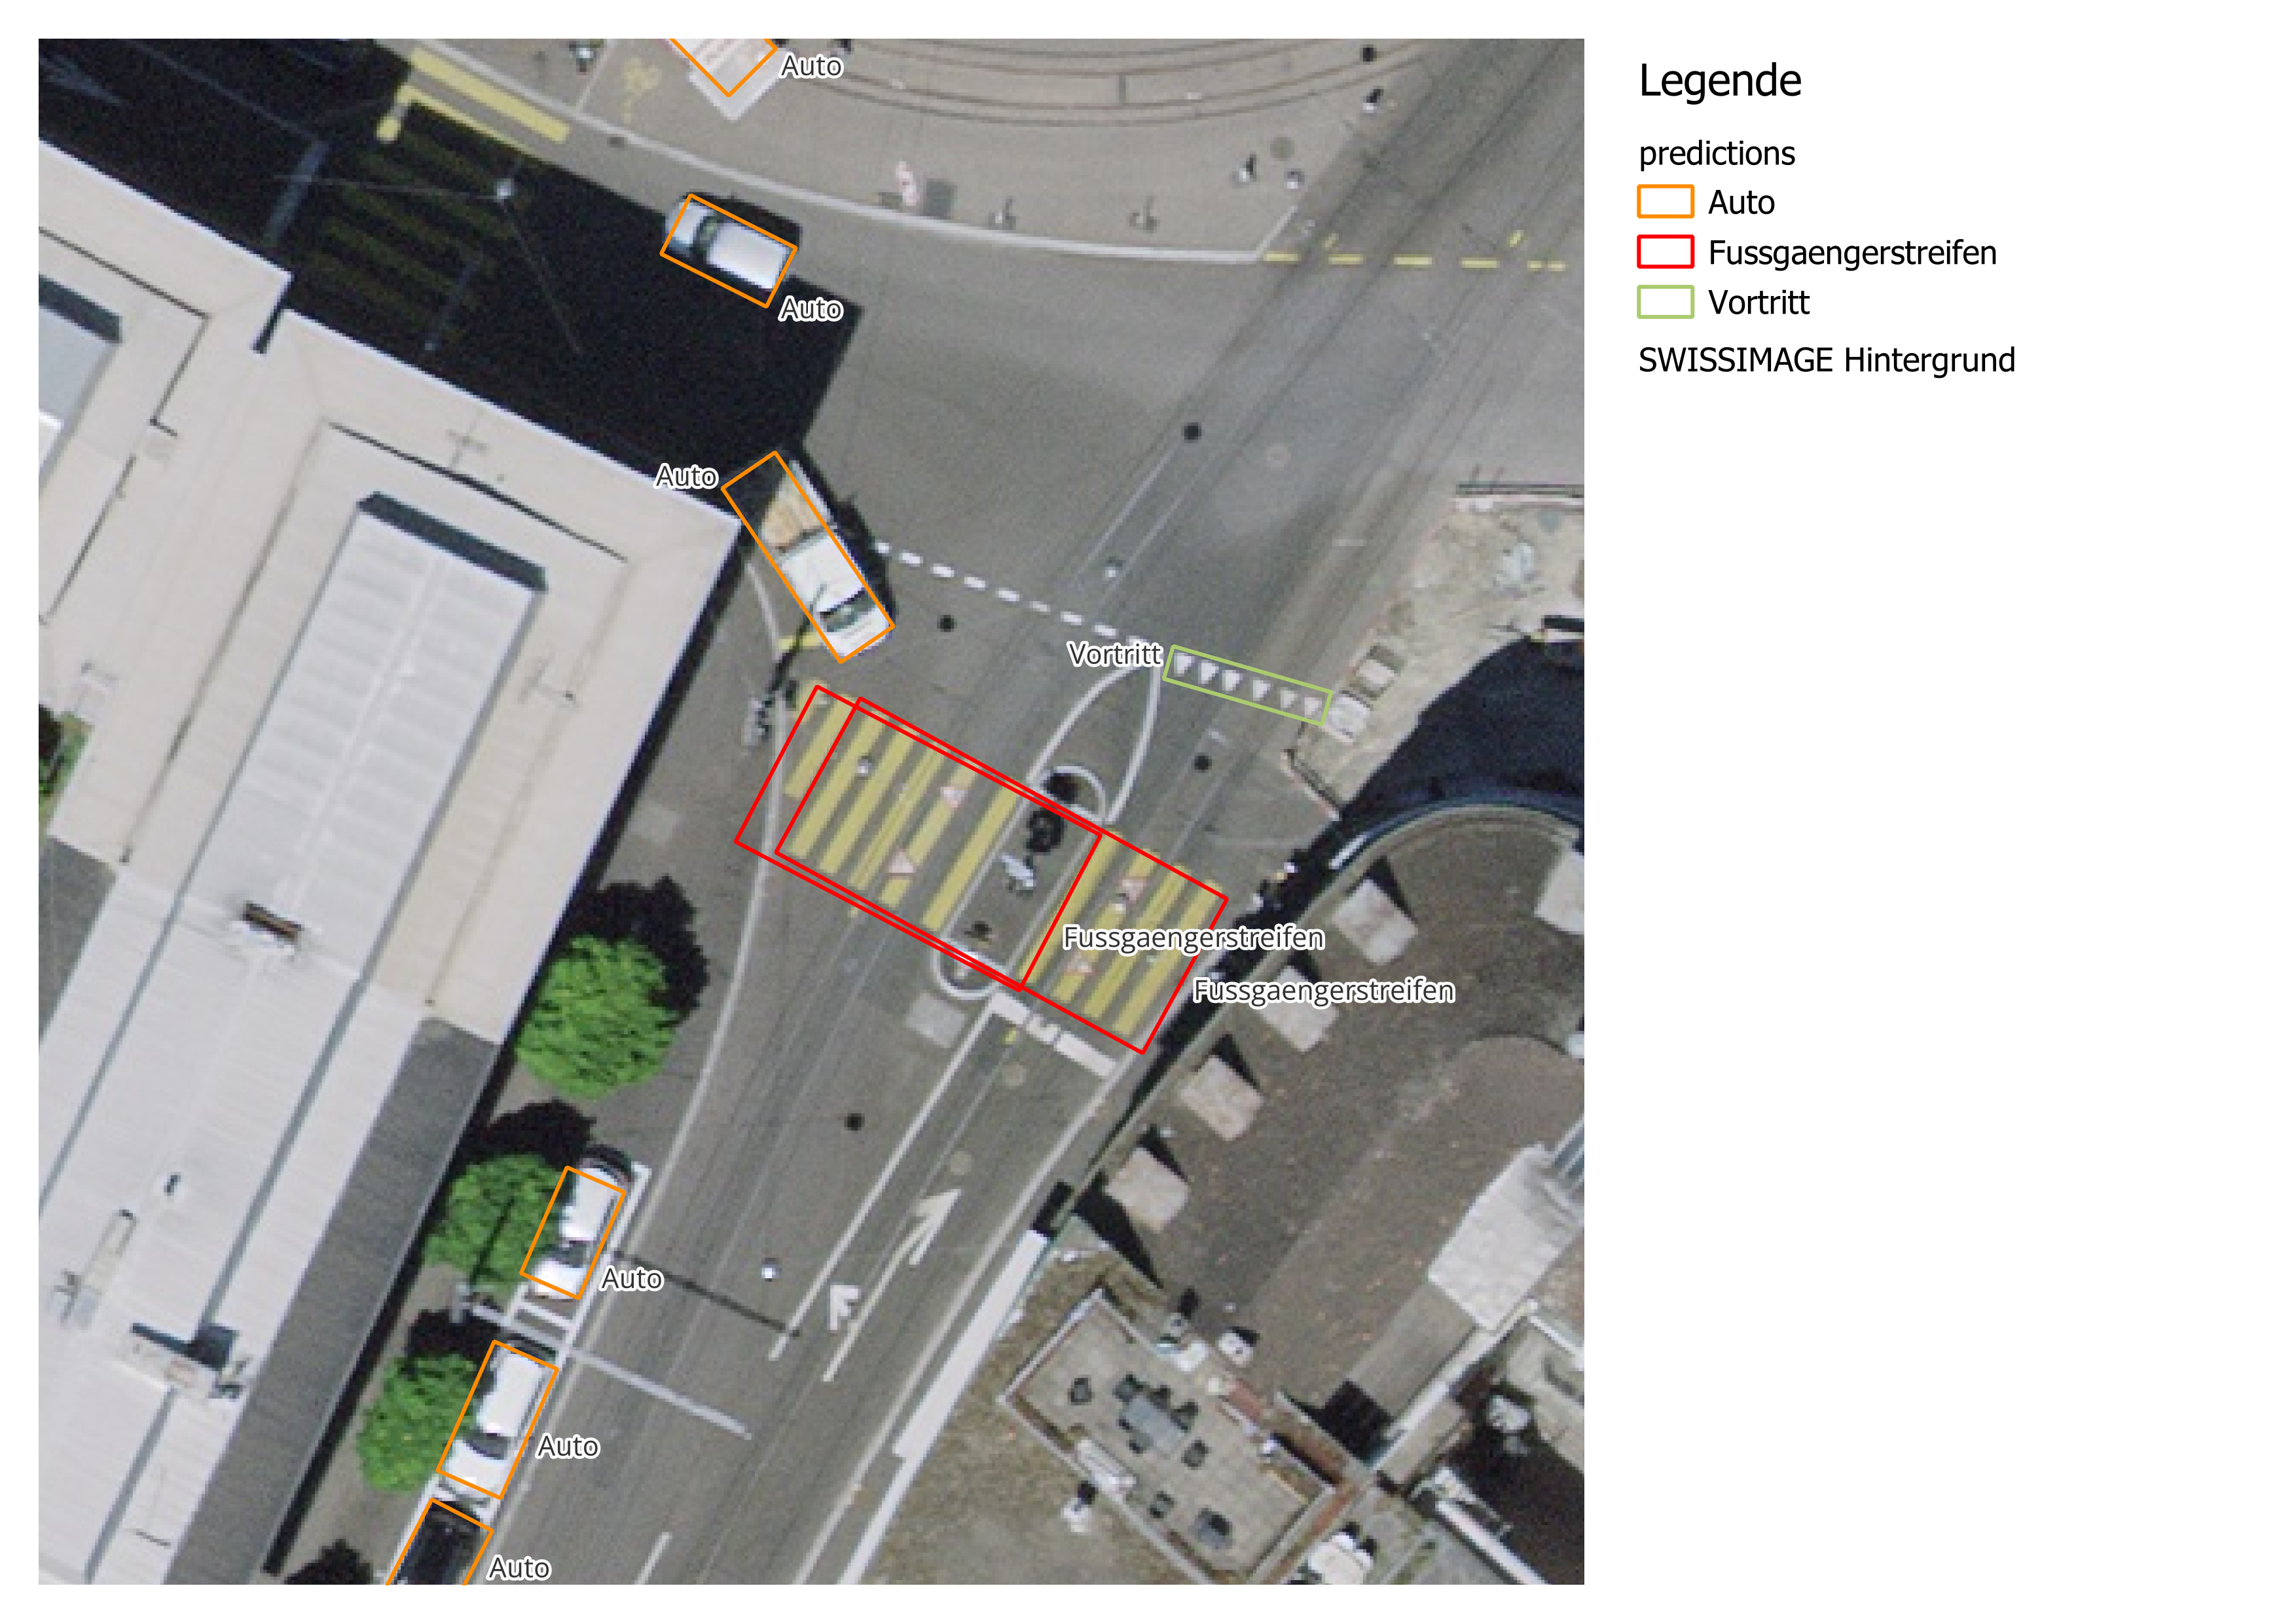 Auto
Auto
Auto
Vortritt
Fussgaengerstreifen
Fussgaengerstreifen
Auto
Auto
Auto
Legende
predictions
Auto
Fussgaengerstreifen
Vortritt
SWISSIMAGE Hintergrund